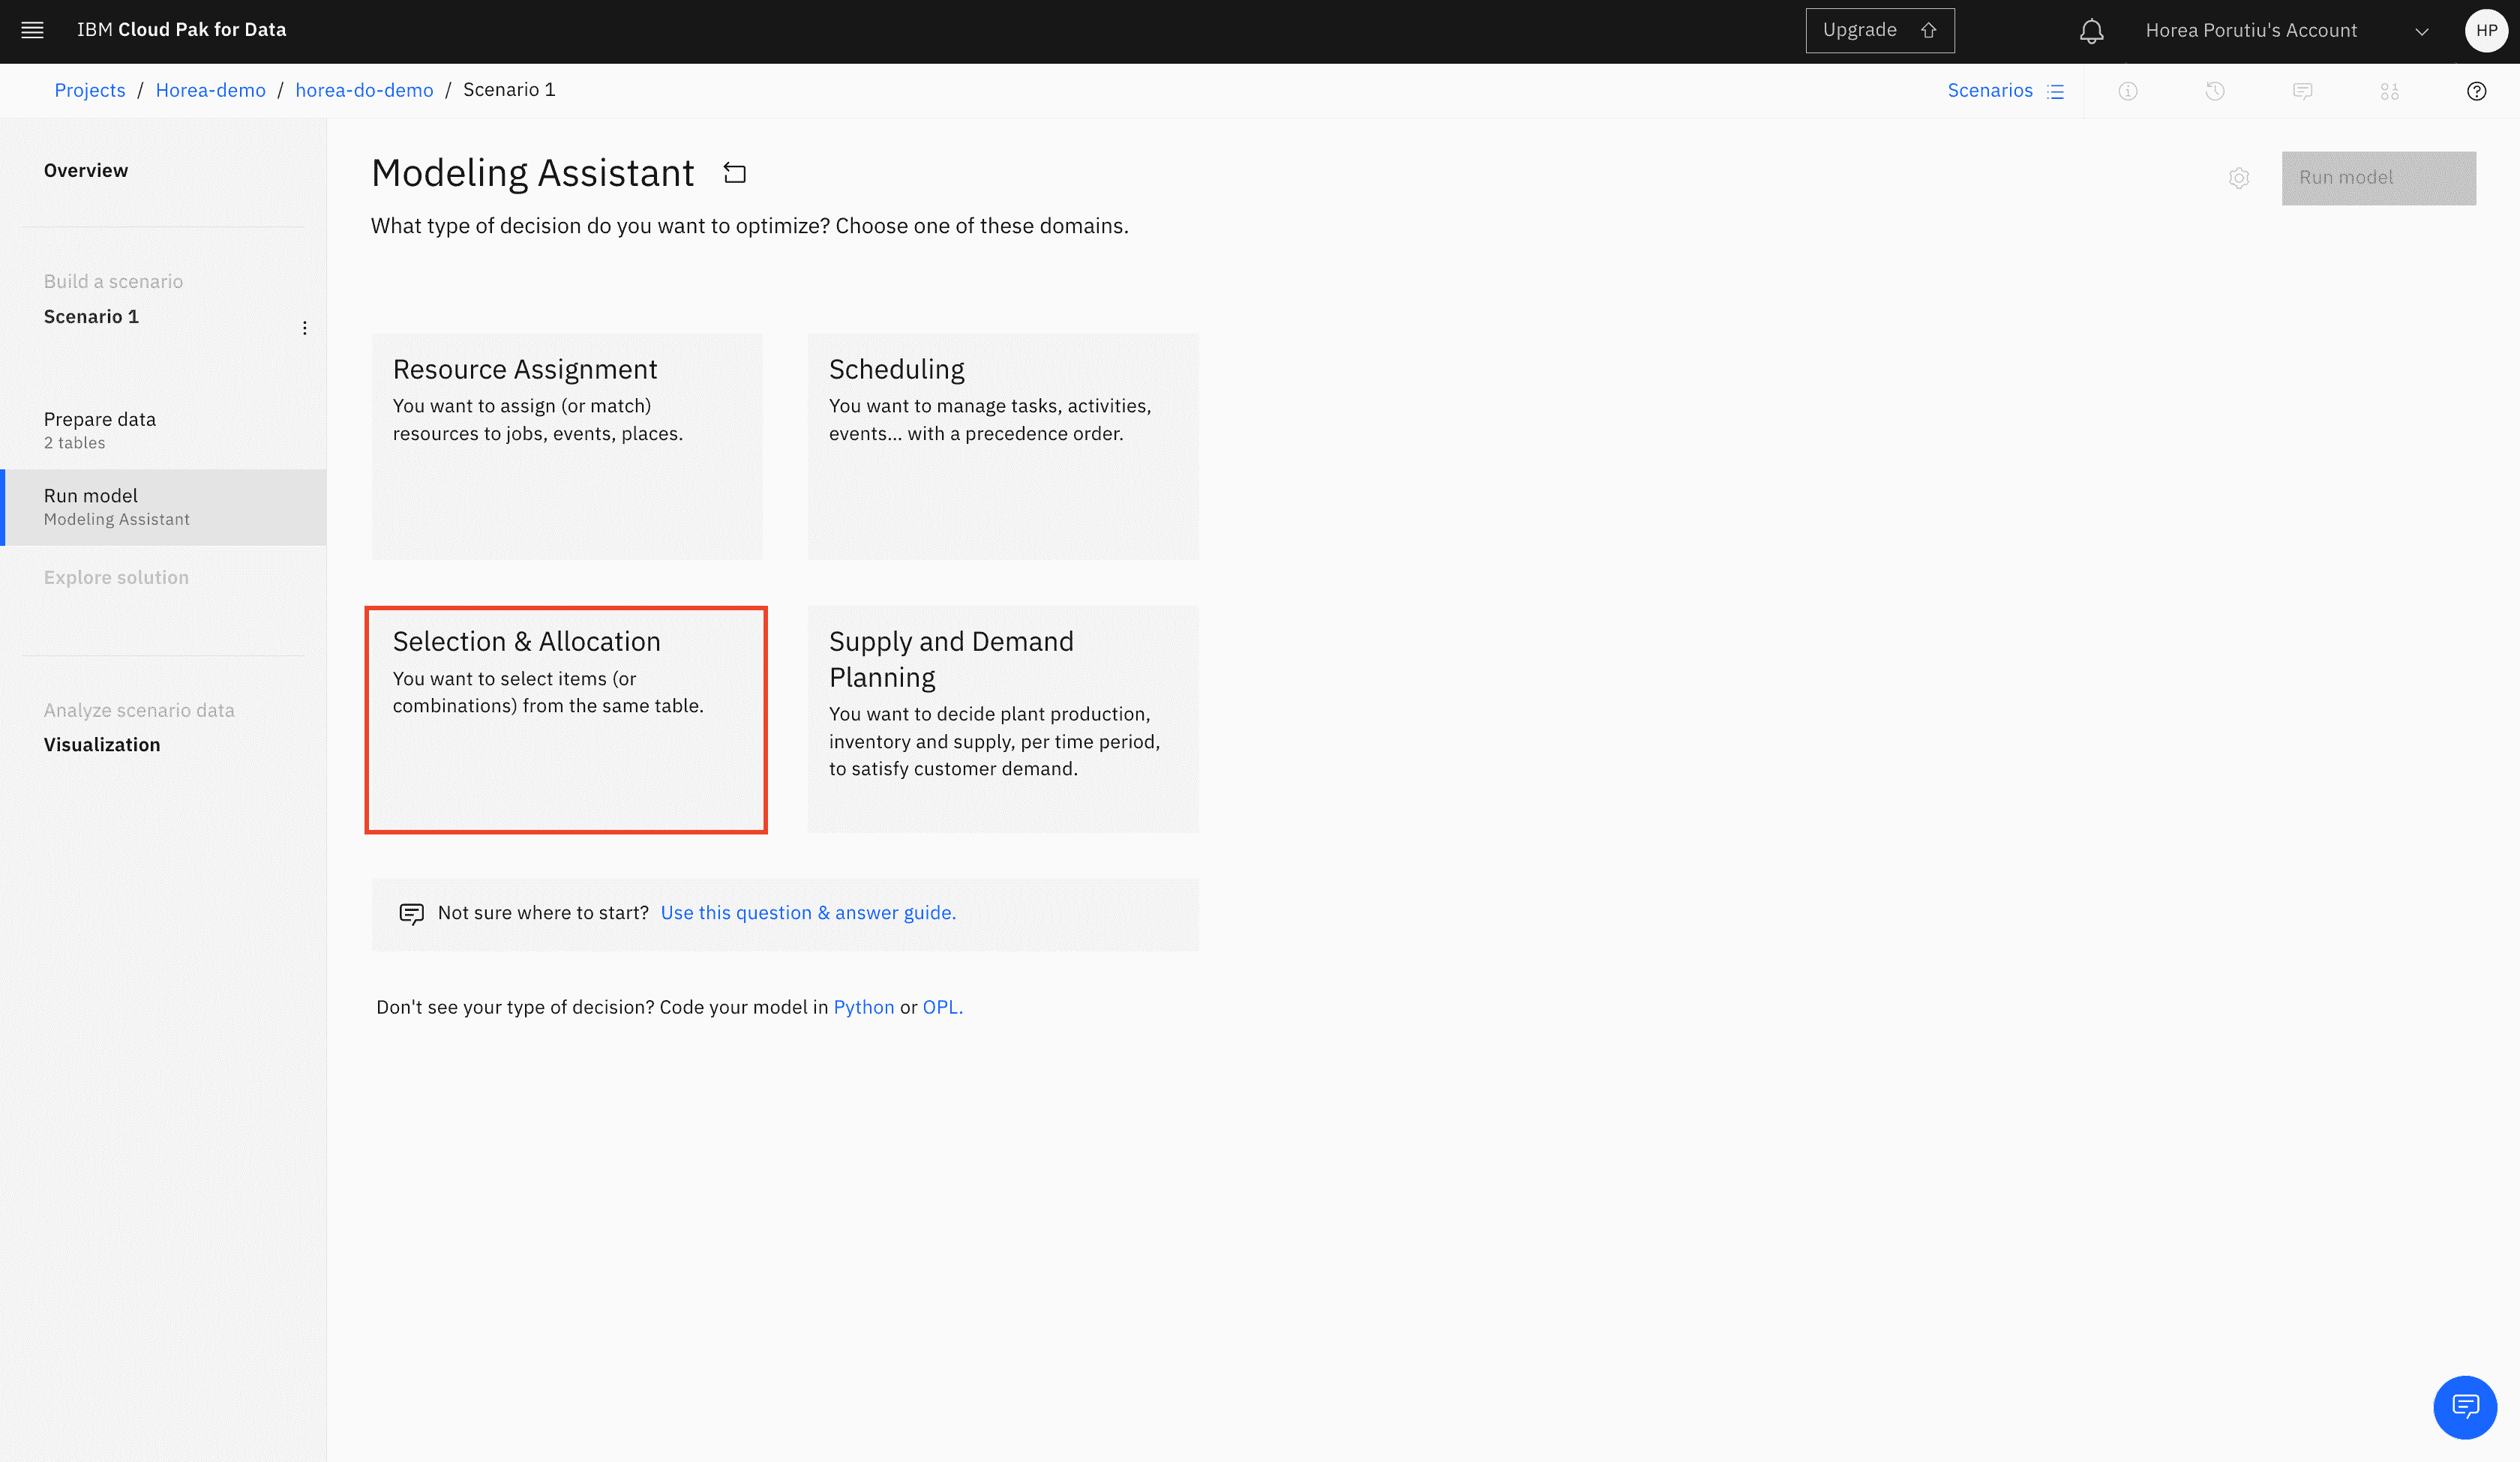 IBM Cloud Pak for Data
Upgrade
Horea Porutiu's Account
HP
Projects / Horea-demo / horea-do-demo / Scenario 1
Scenarios
Overview
Build a scenario
Scenario 1
Prepare data
2 tables
Run model
Modeling Assistant
Explore solution
Analyze scenario data
Visualization
Modeling Assistant
Run model
What type of decision do you want to optimize? Choose one of these domains.
Resource Assignment
You want to assign (or match)
resources to jobs, events, places.
Scheduling
You want to manage tasks, activities,
events... with a precedence order.
Selection & Allocation
You want to select items (or
combinations) from the same table.
Supply and Demand
Planning
You want to decide plant production,
inventory and supply, per time period,
to satisfy customer demand.
Not sure where to start? Use this question & answer guide.
Don't see your type of decision? Code your model in Python or OPL.